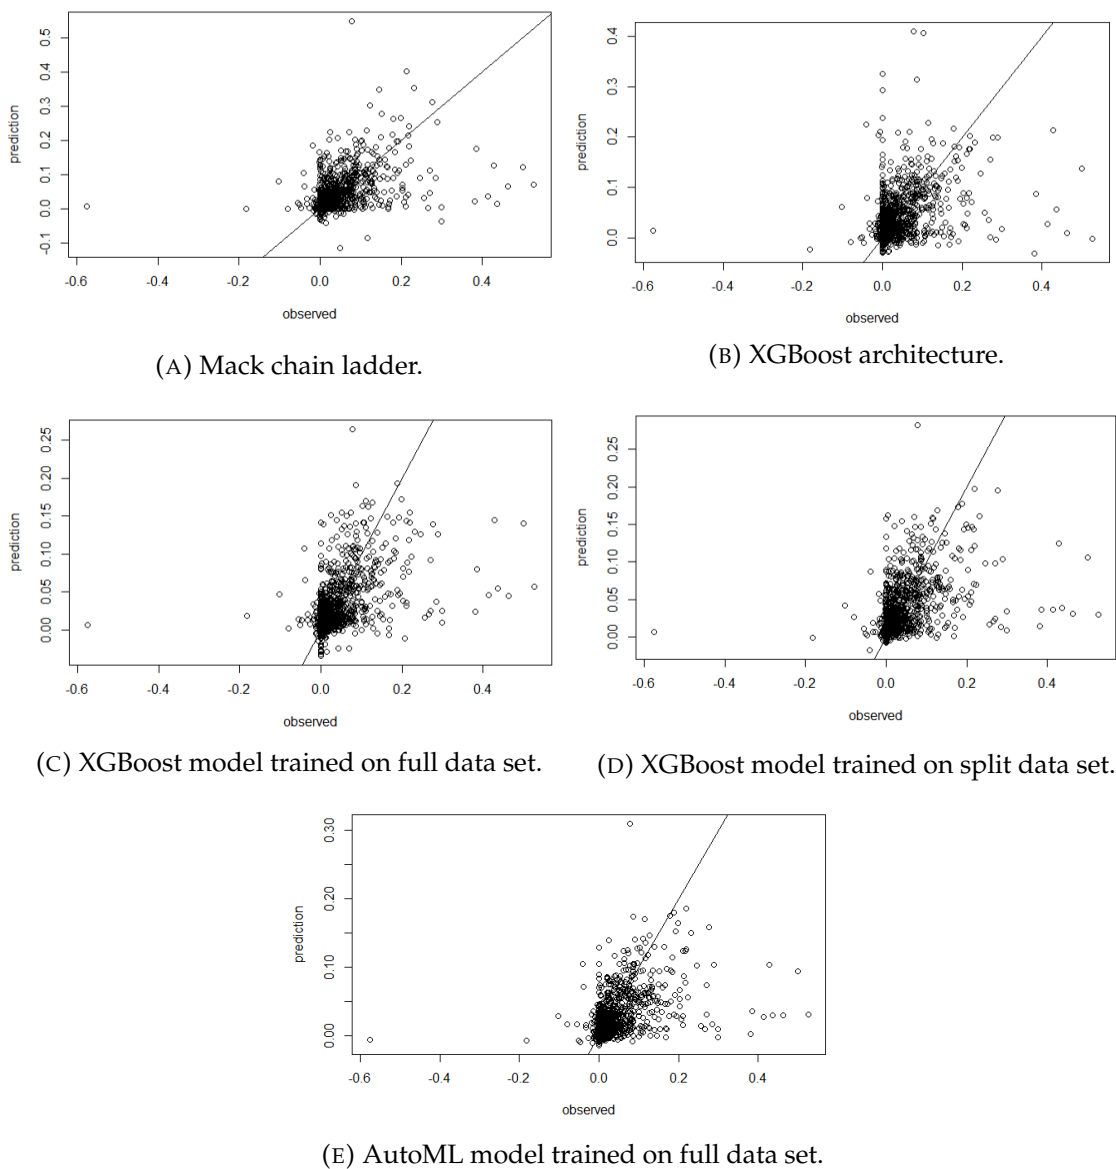 0.5
0.4
0.3
0.2
0.1
0.0
-0.1
prediction
-0.6 -0.4 -0.2 0.0 0.2 0.4
observed
(A) Mack chain ladder.
0.4
0.3
0.2
0.1
0.0
prediction
-0.6 -0.4 -0.2 0.0 0.2 0.4
observed
(B) XGBoost architecture.
0.25
0.20
0.15
0.10
0.05
0.00
prediction
-0.6 -0.4 -0.2 0.0 0.2 0.4
observed
(C) XGBoost model trained on full data set.
0.25
0.20
0.15
0.10
0.05
0.00
prediction
-0.6 -0.4 -0.2 0.0 0.2 0.4
observed
(D) XGBoost model trained on split data set.
0.30
0.20
0.10
0.00
prediction
-0.6 -0.4 -0.2 0.0 0.2 0.4
observed
(E) AutoML model trained on full data set.